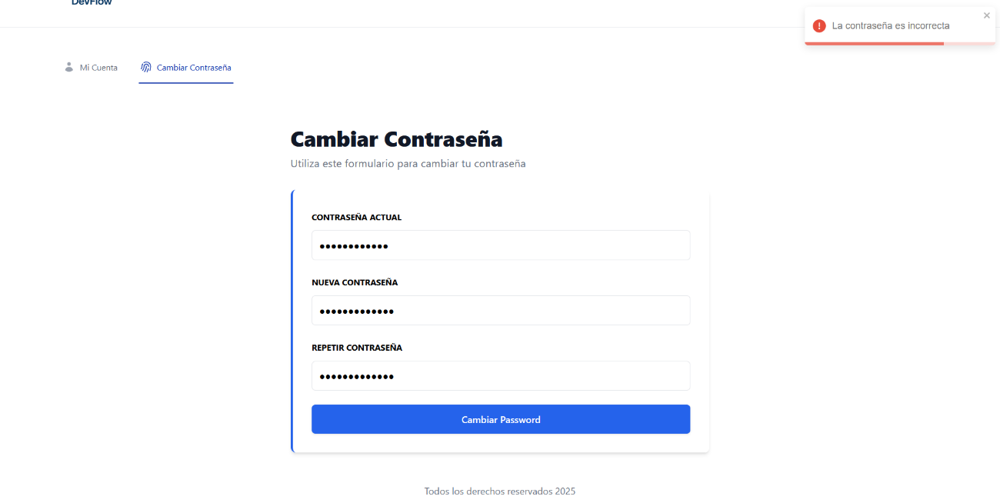 DevFlow
La contraseña es incorrecta
Mi Cuenta
Cambiar Contraseña
Cambiar Contraseña
Utiliza este formulario para cambiar tu contraseña
CONTRASEÑA ACTUAL
NUEVA CONTRASEÑA
REPETIR CONTRASEÑA
Cambiar Password
Todos los derechos reservados 2025